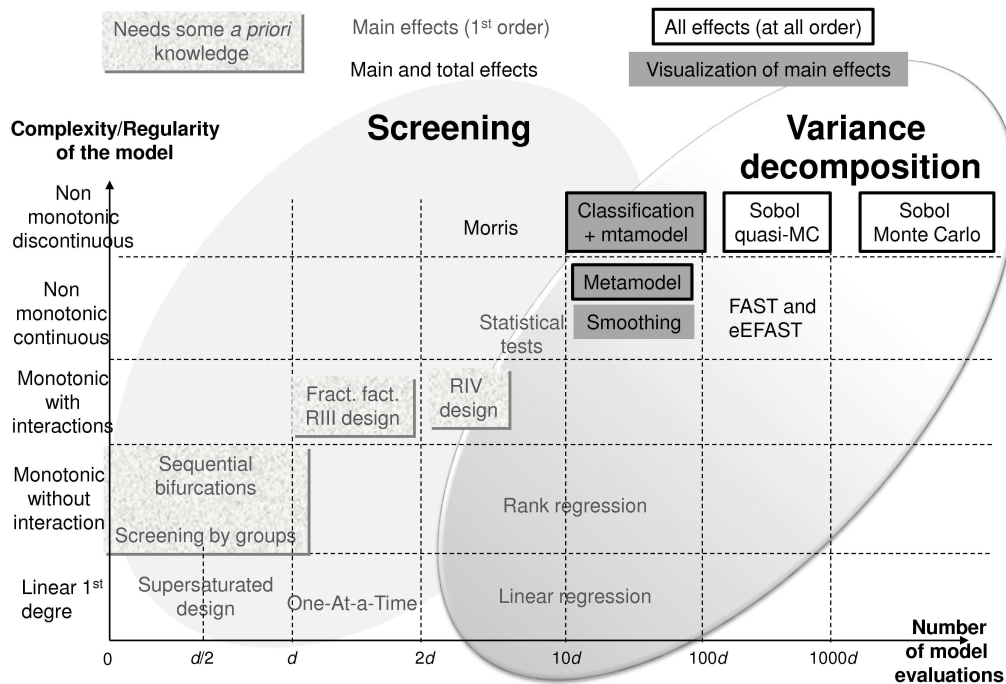 Needs some a priori
knowledge
Main effects (1st order)
All effects (at all order)
Main and total effects
Visualization of main effects
Complexity/Regularity
of the model
Screening
Variance
decomposition
Non
monotonic
discontinuous
Morris
Classification
+ mtamodel
Sobol
quasi-MC
Sobol
Monte Carlo
Non
monotonic
continuous
Metamodel
Smoothing
Statistical
tests
FAST and
eEFAST
Monotonic
with
interactions
Fract. fact.
RIII design
RIV
design
Monotonic
without
interaction
Sequential
bifurcations
Screening by groups
Rank regression
Linear 1st
degre
Supersaturated
design
One-At-a-Time
Linear regression
0
d/2
d
2d
10d
100d
1000d
Number
of model
evaluations